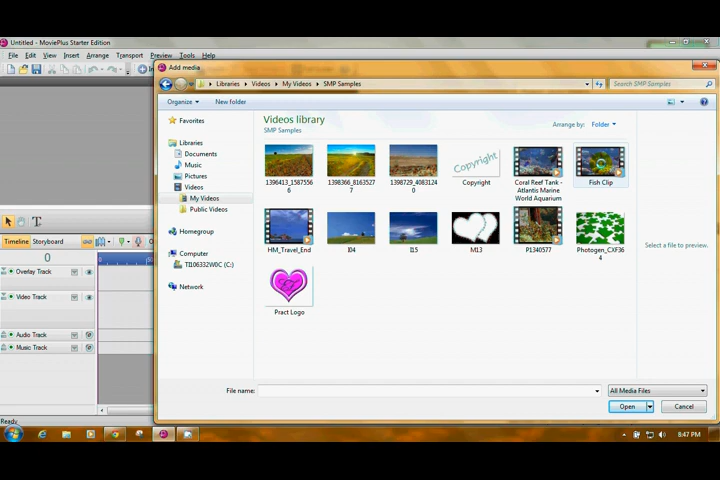 Untitled - MoviePlus Starter Edition
File Edit View Insert Arrange Transport Preview Tools Help
Add media
Libraries Videos My Videos SMP Samples
Search SMP Samples
Organize New folder
Favorites
Libraries
Documents
Music
Pictures
Videos
My Videos
Public Videos
Homegroup
Computer
TI106332W0C (C:)
Network
Videos library
SMP Samples
Arrange by: Folder
Copyright
1396413_1587556
6
1398366_8163527
7
1398729_4083124
0
Copyright
Coral Reef Tank -
Atlantis Marine
World Aquarium
Fish Clip
HM_Travel_End
I04
I15
M13
P1340577
Photogen_CXF36
4
Pract Logo
Select a file to preview.
File name:
All Media Files
Open
Cancel
T
Timeline Storyboard
0
Overlay Track
Video Track
Audio Track
Music Track
Ready
8:47 PM